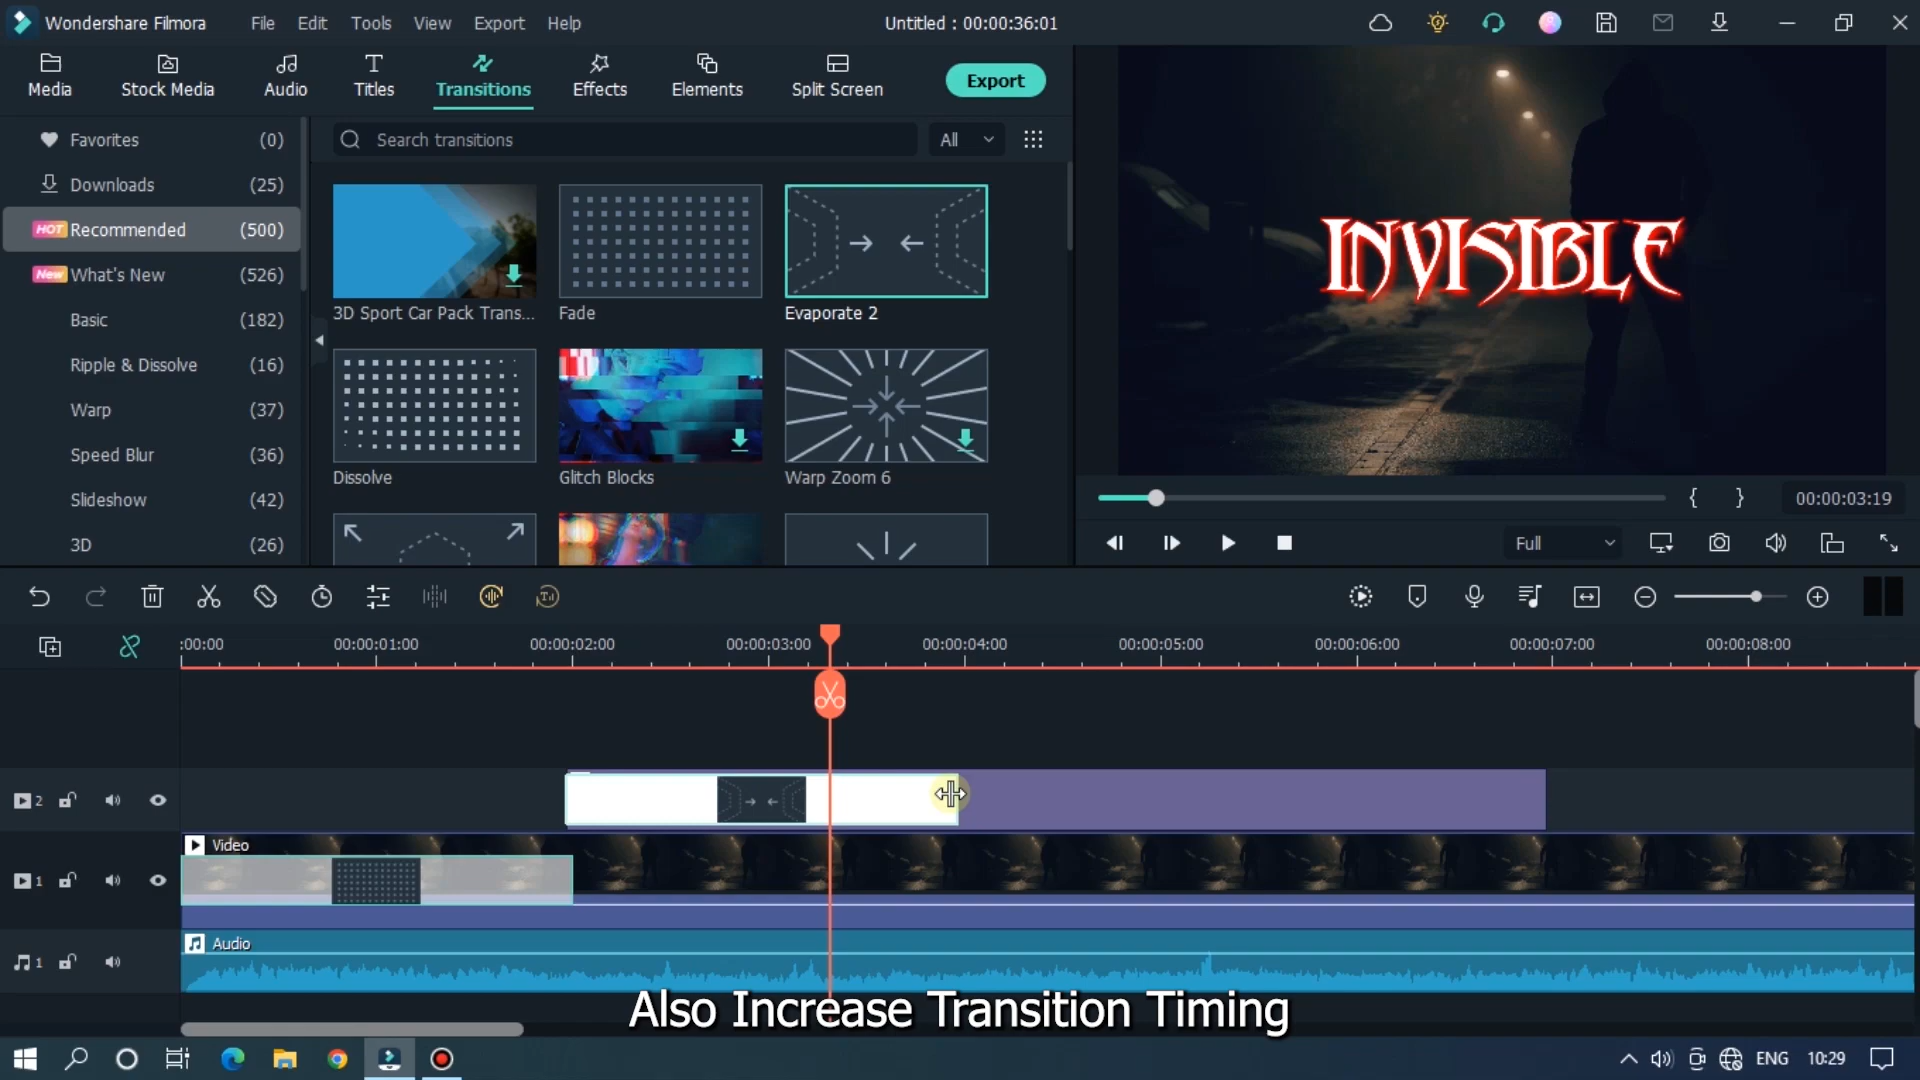 Wondershare Filmora File Edit Tools View Export Help Untitled : 00:00:36:01
Media Stock Media Audio Titles Transitions Effects Elements Split Screen Export
Favorites (0)
Downloads (25)
HOT Recommended (500)
New What's New (526)
Basic (182)
Ripple & Dissolve (16)
Warp (37)
Speed Blur (36)
Slideshow (42)
3D (26)
Search transitions All
3D Sport Car Pack Trans... Fade Evaporate 2
Dissolve Glitch Blocks Warp Zoom 6
INVISIBLE
{ } 00:00:03:19
Full
:00:00 00:00:01:00 00:00:02:00 00:00:03:00 00:00:04:00 00:00:05:00 00:00:06:00 00:00:07:00 00:00:08:00
2
Video
1
Audio
1
Also Increase Transition Timing
ENG 10:29